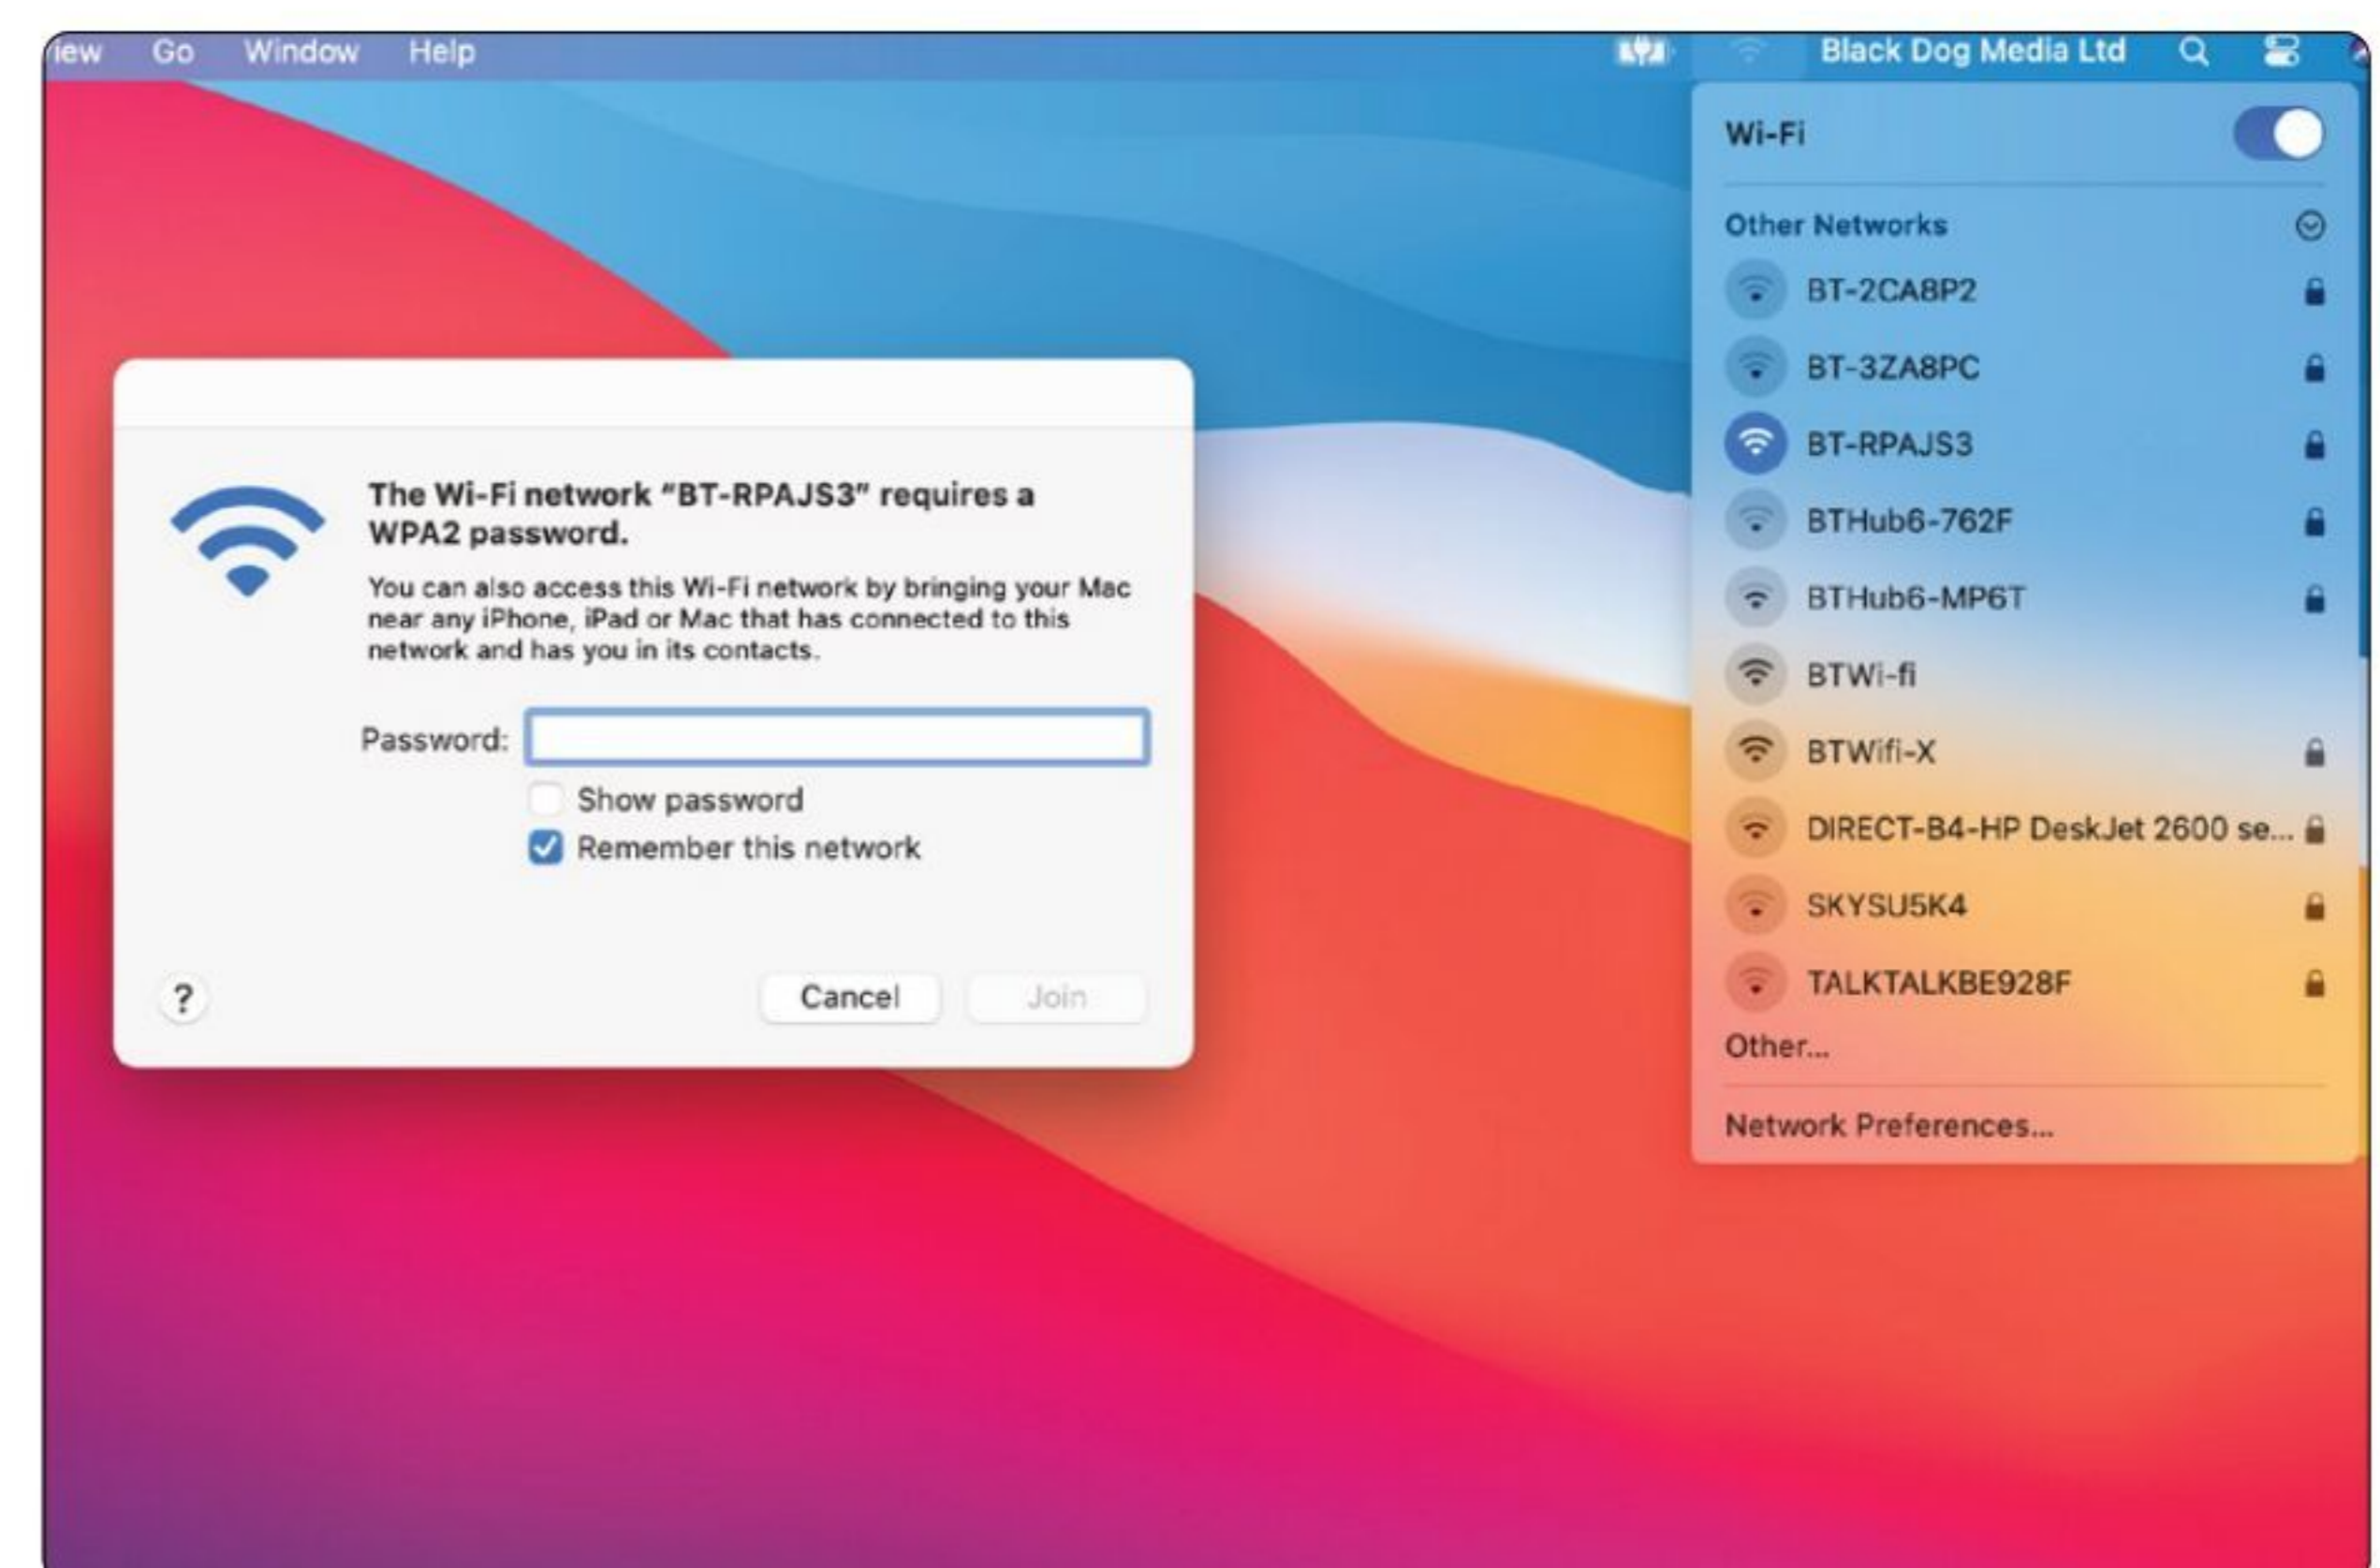 Go Window Help Black Dog Media Ltd
Wi-Fi
Other Networks
BT-2CA8P2
BT-3ZA8PC
BT-RPAJS3
BTHub6-762F
BTHub6-MP6T
BTWi-fi
BTWifi-X
DIRECT-B4-HP DeskJet 2600 se...
SKYSU5K4
TALKTALKBE928F
Other...
Network Preferences...
The Wi-Fi network “BT-RPAJS3” requires a
WPA2 password.
You can also access this Wi-Fi network by bringing your Mac
near any iPhone, iPad or Mac that has connected to this
network and has you in its contacts.
Password:
Show password
Remember this network
? Cancel Join